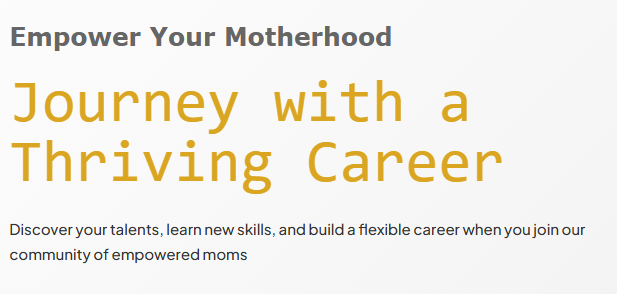 Empower Your Motherhood
Journey with a
Thriving Career
Discover your talents, learn new skills, and build a flexible career when you join our
community of empowered moms